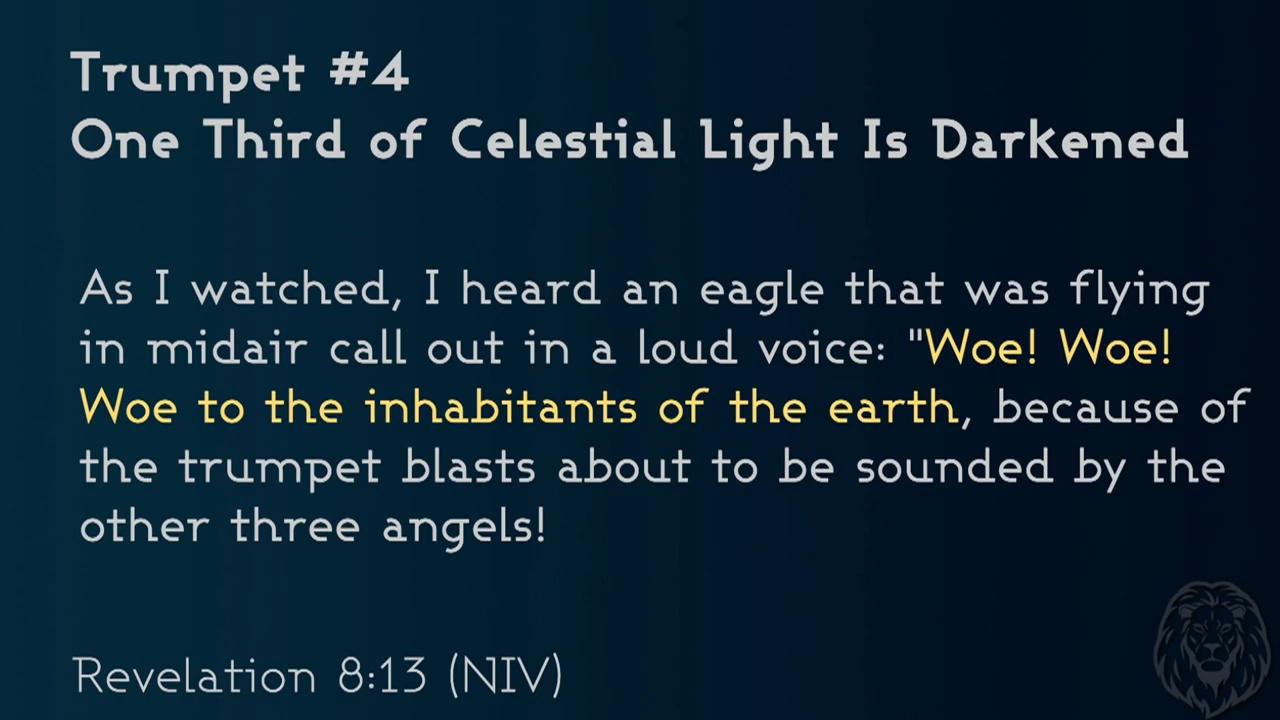 Trumpet #4
One Third of Celestial Light Is Darkened
As I watched, I heard an eagle that was flying
in midair call out in a loud voice: "Woe! Woe!
Woe to the inhabitants of the earth, because of
the trumpet blasts about to be sounded by the
other three angels!
Revelation 8:13 (NIV)